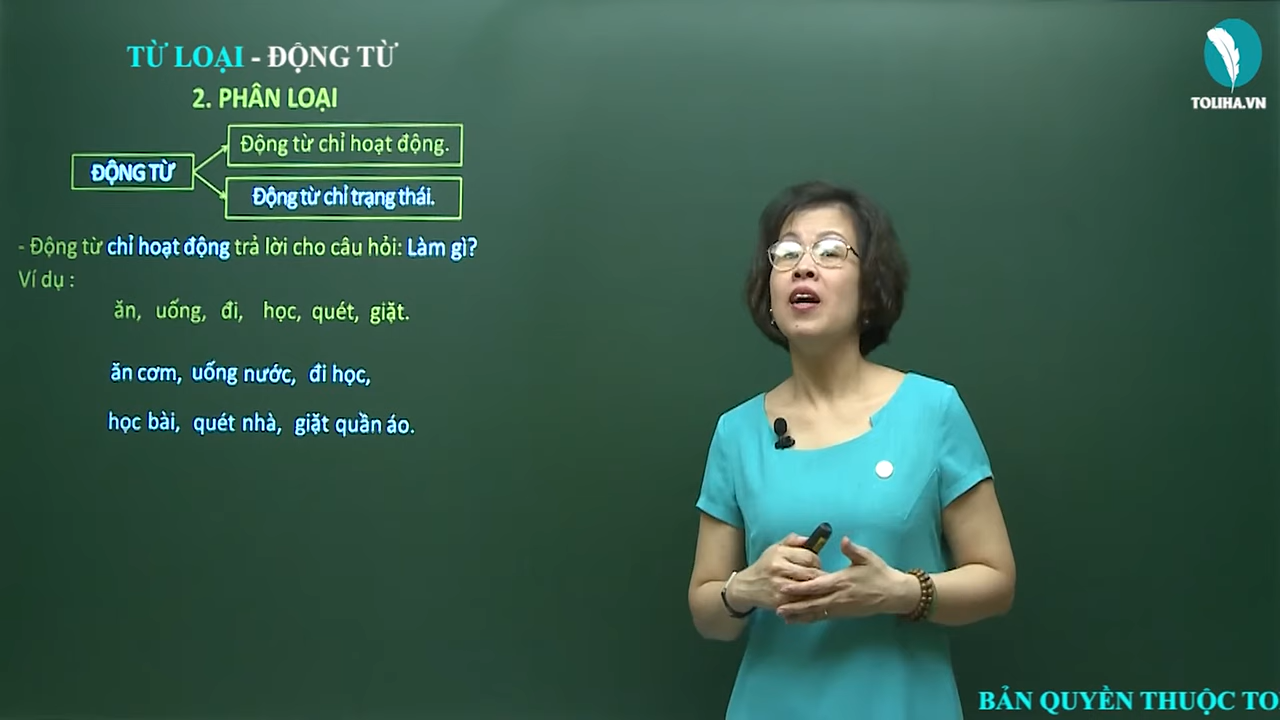 TỪ LOẠI - ĐỘNG TỪ
2. PHÂN LOẠI
ĐỘNG TỪ
Động từ chỉ hoạt động.
Động từ chỉ trạng thái.
- Động từ chỉ hoạt động trả lời cho câu hỏi: Làm gì?
Ví dụ :
ăn, uống, đi, học, quét, giặt.
ăn cơm, uống nước, đi học,
học bài, quét nhà, giặt quần áo.
TOLIHA.VN
BẢN QUYỀN THUỘC TO